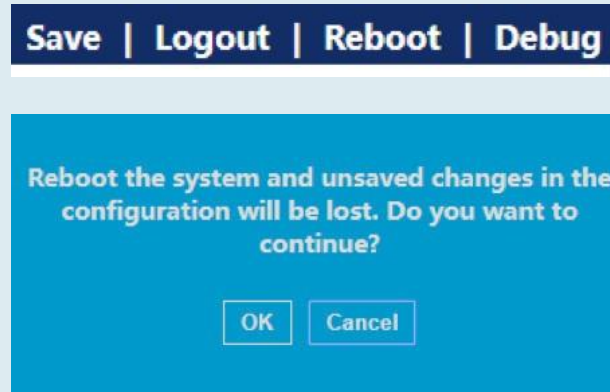 Save | Logout | Reboot | Debug
Reboot the system and unsaved changes in the
configuration will be lost. Do you want to
continue?
OK Cancel